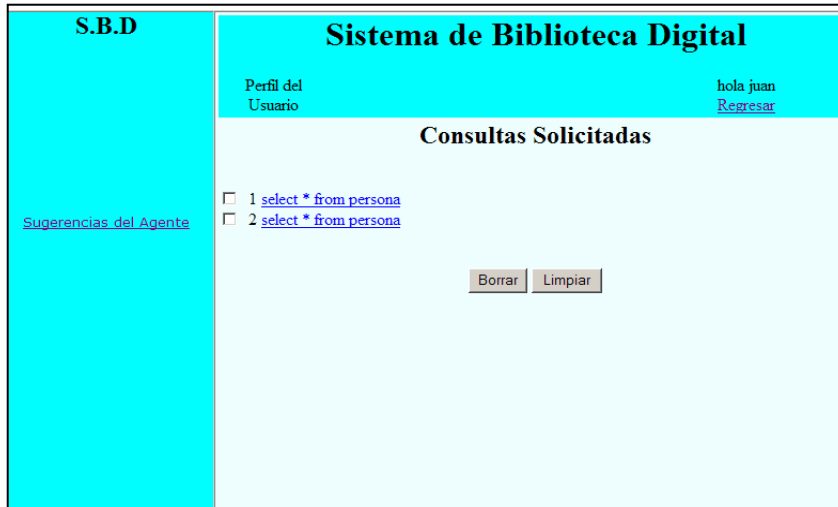 S.B.D
Sugerencias del Agente
Sistema de Biblioteca Digital
Perfil del
Usuario
hola juan
Regresar
Consultas Solicitadas
1 select * from persona
2 select * from persona
Borrar Limpiar